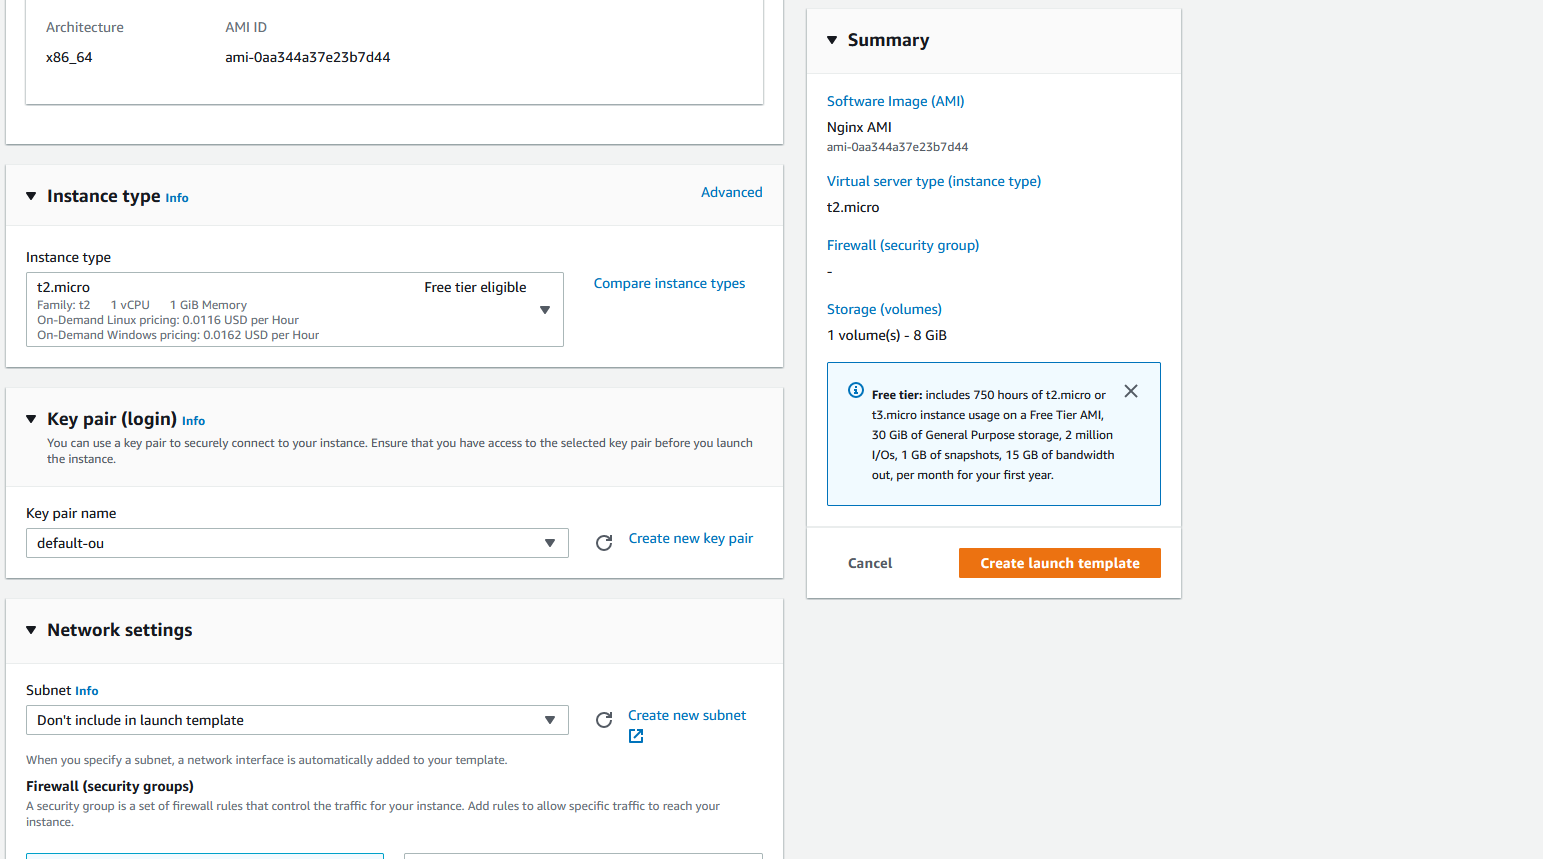 Architecture
AMI ID
x86_64
ami-0aa344a37e23b7d44
Instance type Info
Advanced
Instance type
t2.micro
Free tier eligible
Family: t2 1 vCPU 1 GiB Memory
On-Demand Linux pricing: 0.0116 USD per Hour
On-Demand Windows pricing: 0.0162 USD per Hour
Compare instance types
Key pair (login) Info
You can use a key pair to securely connect to your instance. Ensure that you have access to the selected key pair before you launch
the instance.
Key pair name
default-ou
Create new key pair
Network settings
Subnet Info
Don't include in launch template
Create new subnet
When you specify a subnet, a network interface is automatically added to your template.
Firewall (security groups)
A security group is a set of firewall rules that control the traffic for your instance. Add rules to allow specific traffic to reach your
instance.
Summary
Software Image (AMI)
Nginx AMI
ami-0aa344a37e23b7d44
Virtual server type (instance type)
t2.micro
Firewall (security group)
-
Storage (volumes)
1 volume(s) - 8 GiB
Free tier: includes 750 hours of t2.micro or
t3.micro instance usage on a Free Tier AMI,
30 GiB of General Purpose storage, 2 million
I/Os, 1 GB of snapshots, 15 GB of bandwidth
out, per month for your first year.
Cancel
Create launch template